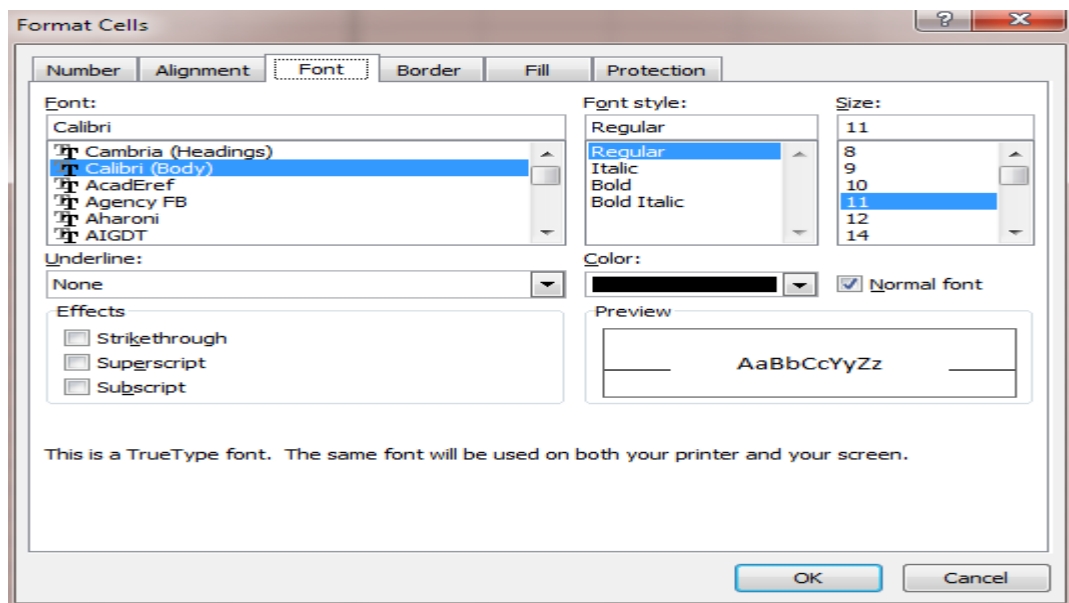 Format Cells
Number Alignment Font Border Fill Protection
Font: Font style: Size:
Calibri Regular 11
Cambria (Headings) Regular 8
Calibri (Body) Italic 9
AcadEref Bold 10
Agency FB Bold Italic 11
Aharoni 12
AIGDT 14
Underline: Color:
None Normal font
Effects Preview
Strikethrough
Superscript AaBbCcYyZz
Subscript
This is a TrueType font. The same font will be used on both your printer and your screen.
OK Cancel